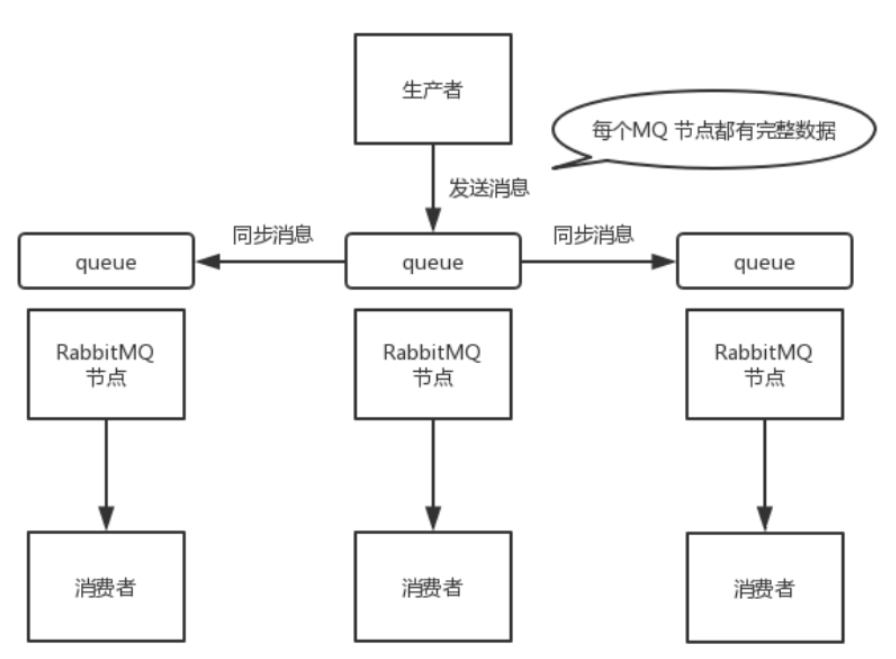 生产者
每个MQ 节点都有完整数据
发送消息
同步消息
同步消息
queue
queue
queue
RabbitMQ
节点
RabbitMQ
节点
RabbitMQ
节点
消费者
消费者
消费者